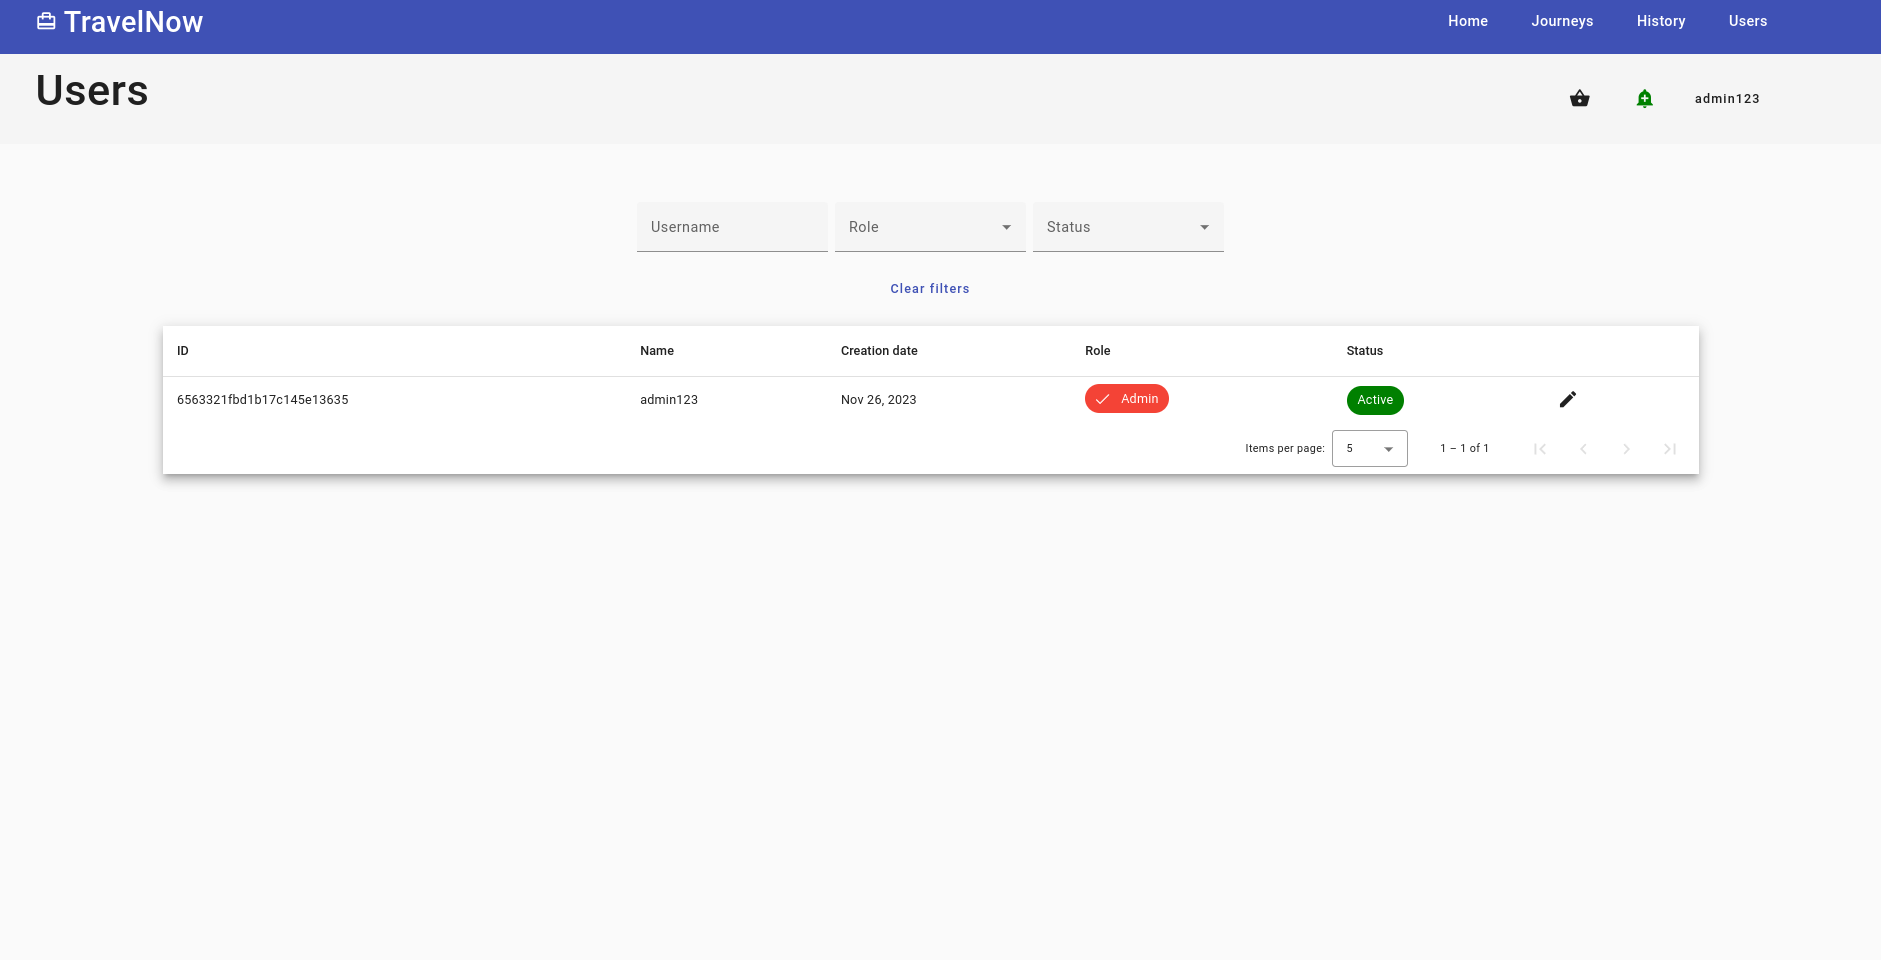 TravelNow
Home Journeys History Users
Users
admin123
Username Role Status
Clear filters
ID Name Creation date Role Status
6563321fbd1b17c145e13635 admin123 Nov 26, 2023 Admin Active
Items per page: 5 1 – 1 of 1